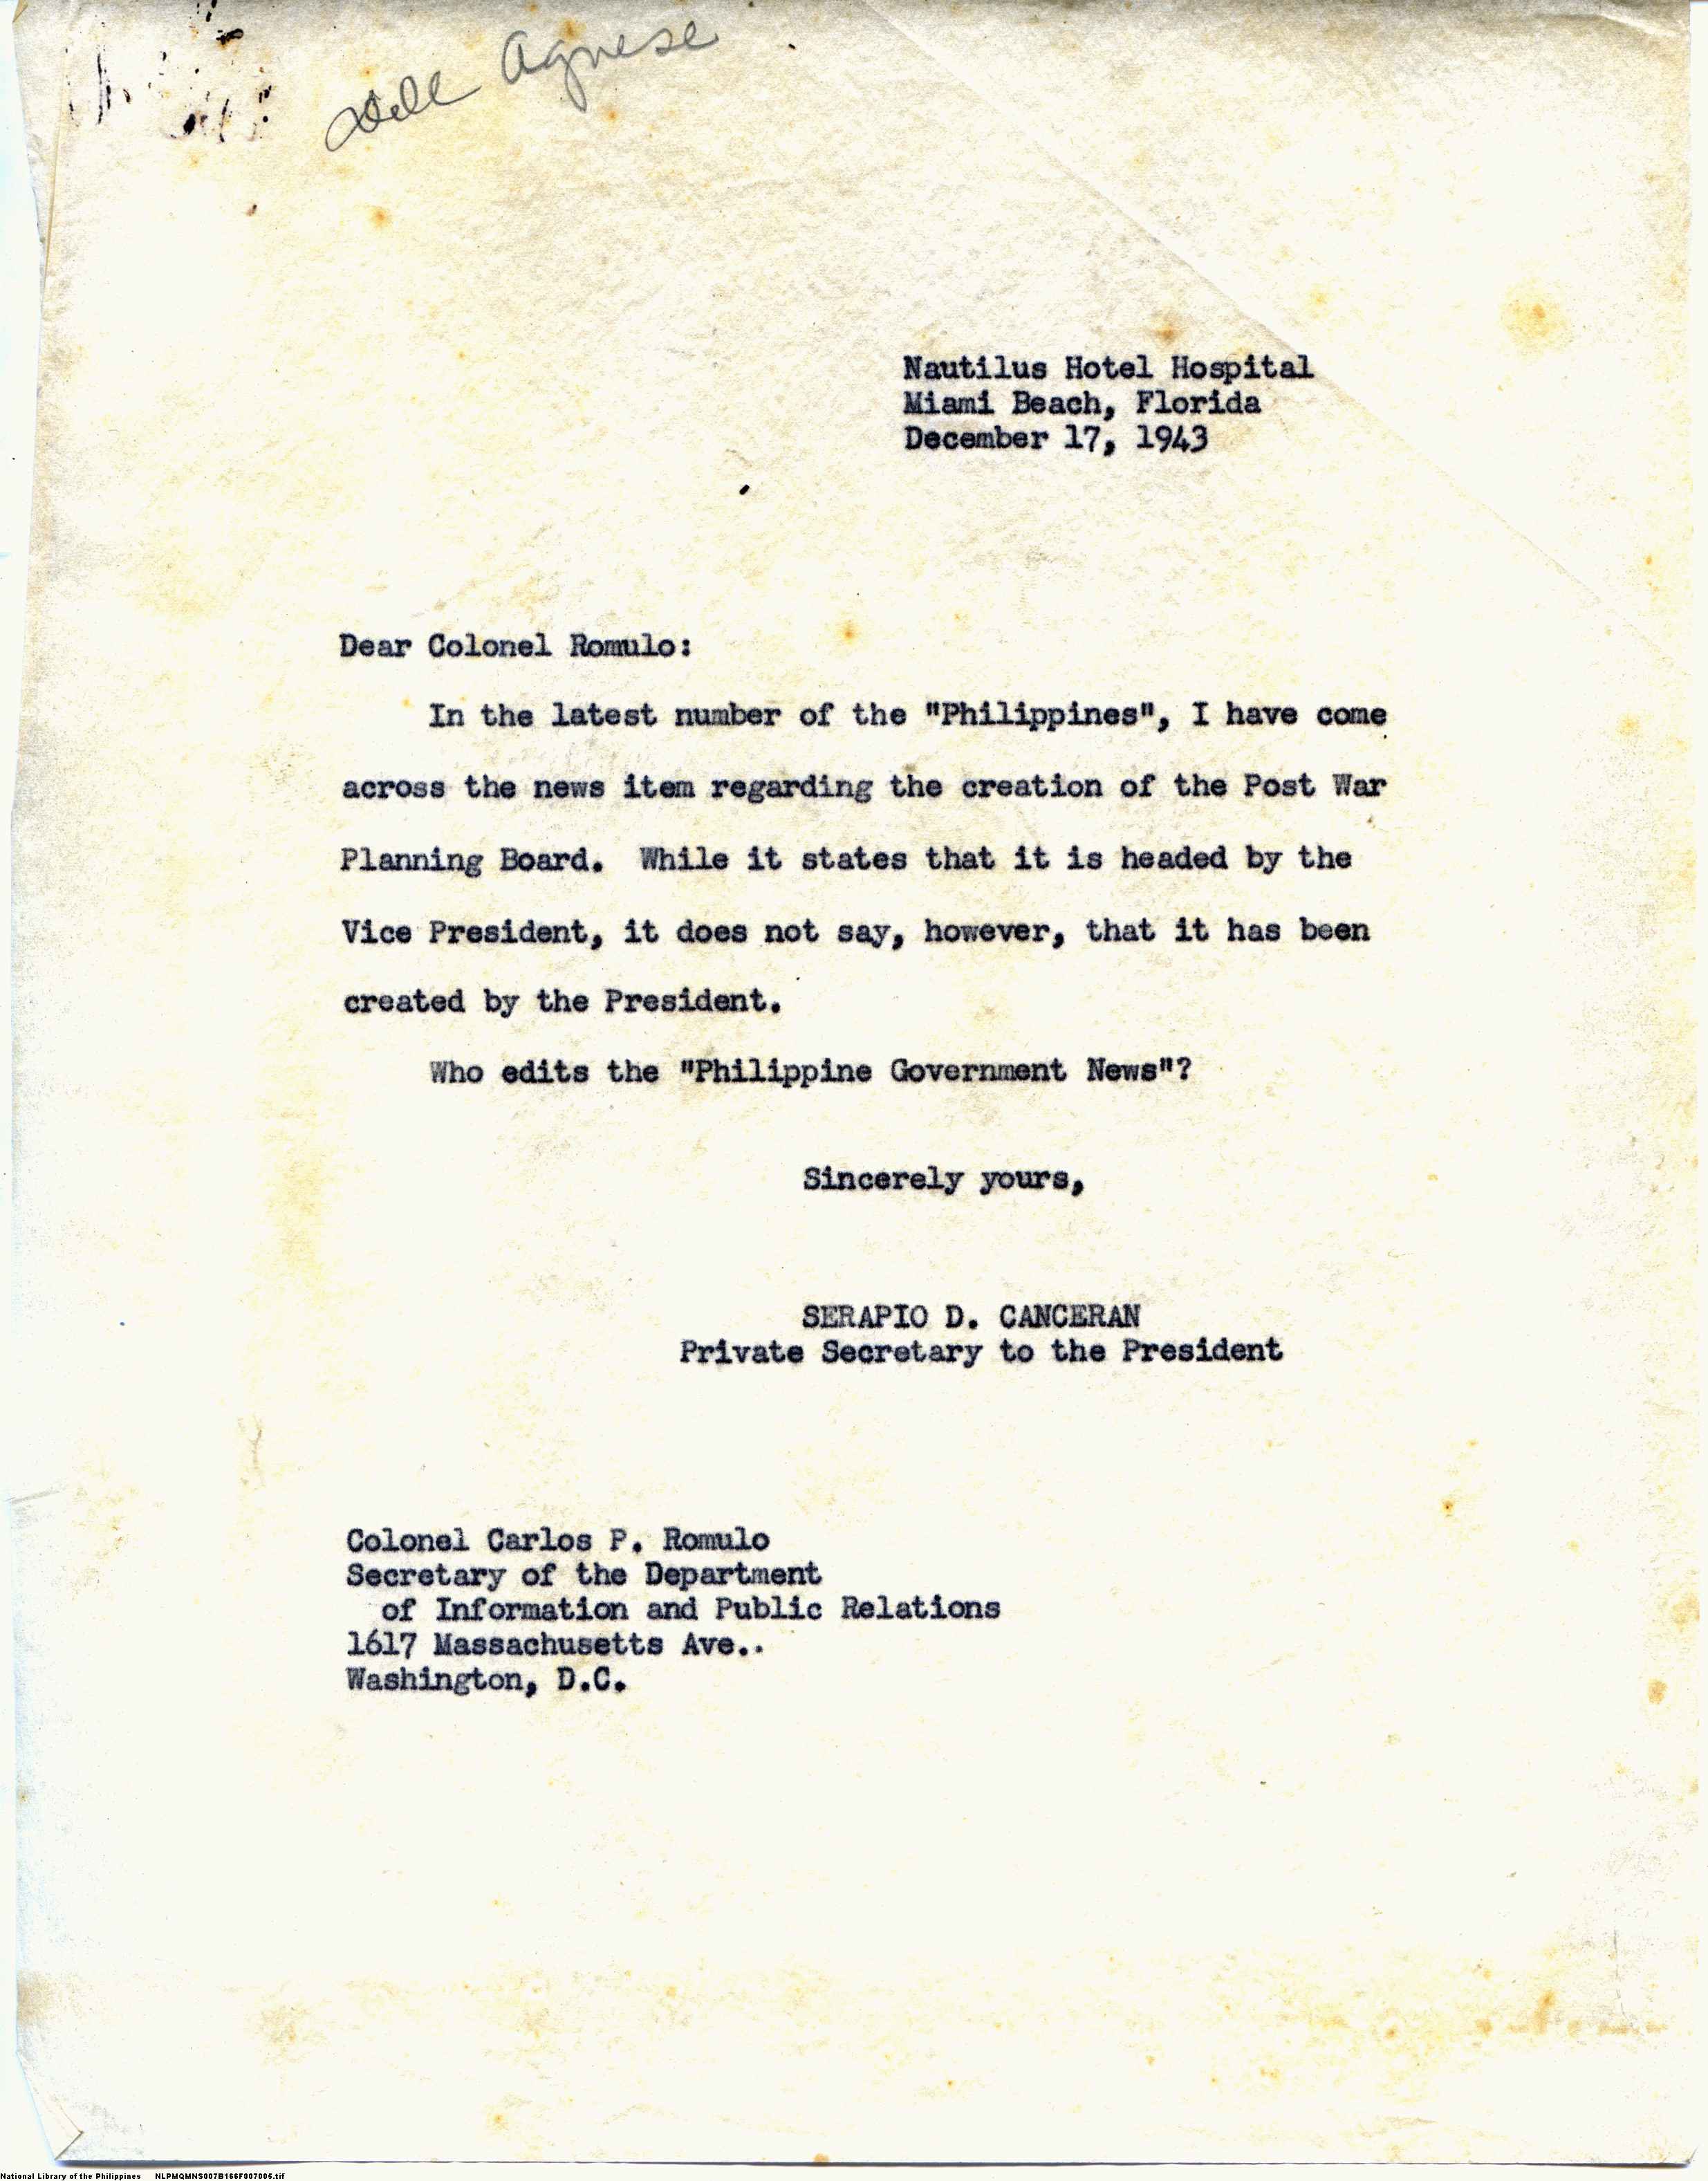 Dell Agnese
Nautilus Hotel Hospital
Miami Beach, Florida
December 17, 1943
Dear Colonel Romulo:
In the latest number of the "Philippines", I have come
across the news item regarding the creation of the Post War
Planning Board. While it states that it is headed by the
Vice President, it does not say, however, that it has been
created by the President.
Who edits the "Philippine Government News"?
Sincerely yours,
SERAPIO D. CANCERAN
Private Secretary to the President
Colonel Carlos P. Romulo
Secretary of the Department
of Information and Public Relations
1617 Massachusetts Ave..
Washington, D.C.
National Library of the Philippines NLPMQMNS007B166F007006.tif